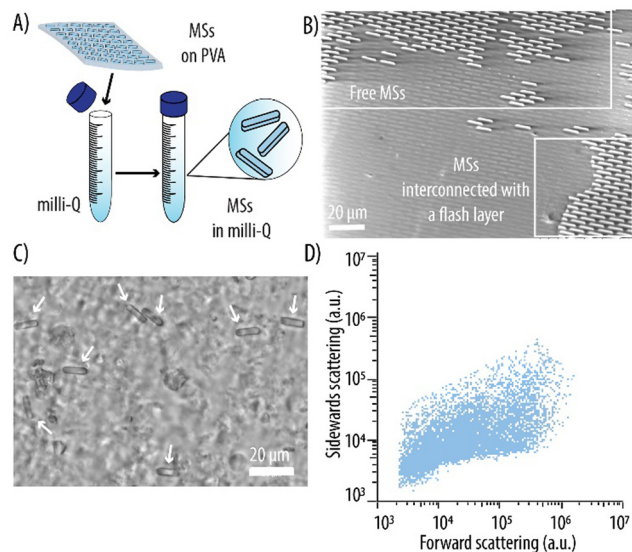 A)
MSs
on PVA
milli-Q
MSs
in milli-Q
B)
Free MSs
MSs
interconnected with
a flash layer
20 µm
C)
20 µm
D)
Sidewards scattering (a.u.)
10⁷
10⁶
10⁵
10⁴
10³
10³ 10⁴ 10⁵ 10⁶ 10⁷
Forward scattering (a.u.)